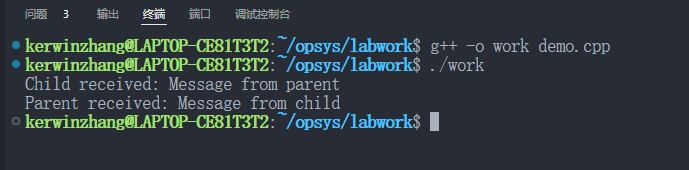 问题 3 输出 终端 端口 调试控制台
kerwinzhang@LAPTOP-CE81T3T2:~/opsys/labwork$ g++ -o work demo.cpp
kerwinzhang@LAPTOP-CE81T3T2:~/opsys/labwork$ ./work
Child received: Message from parent
Parent received: Message from child
kerwinzhang@LAPTOP-CE81T3T2:~/opsys/labwork$